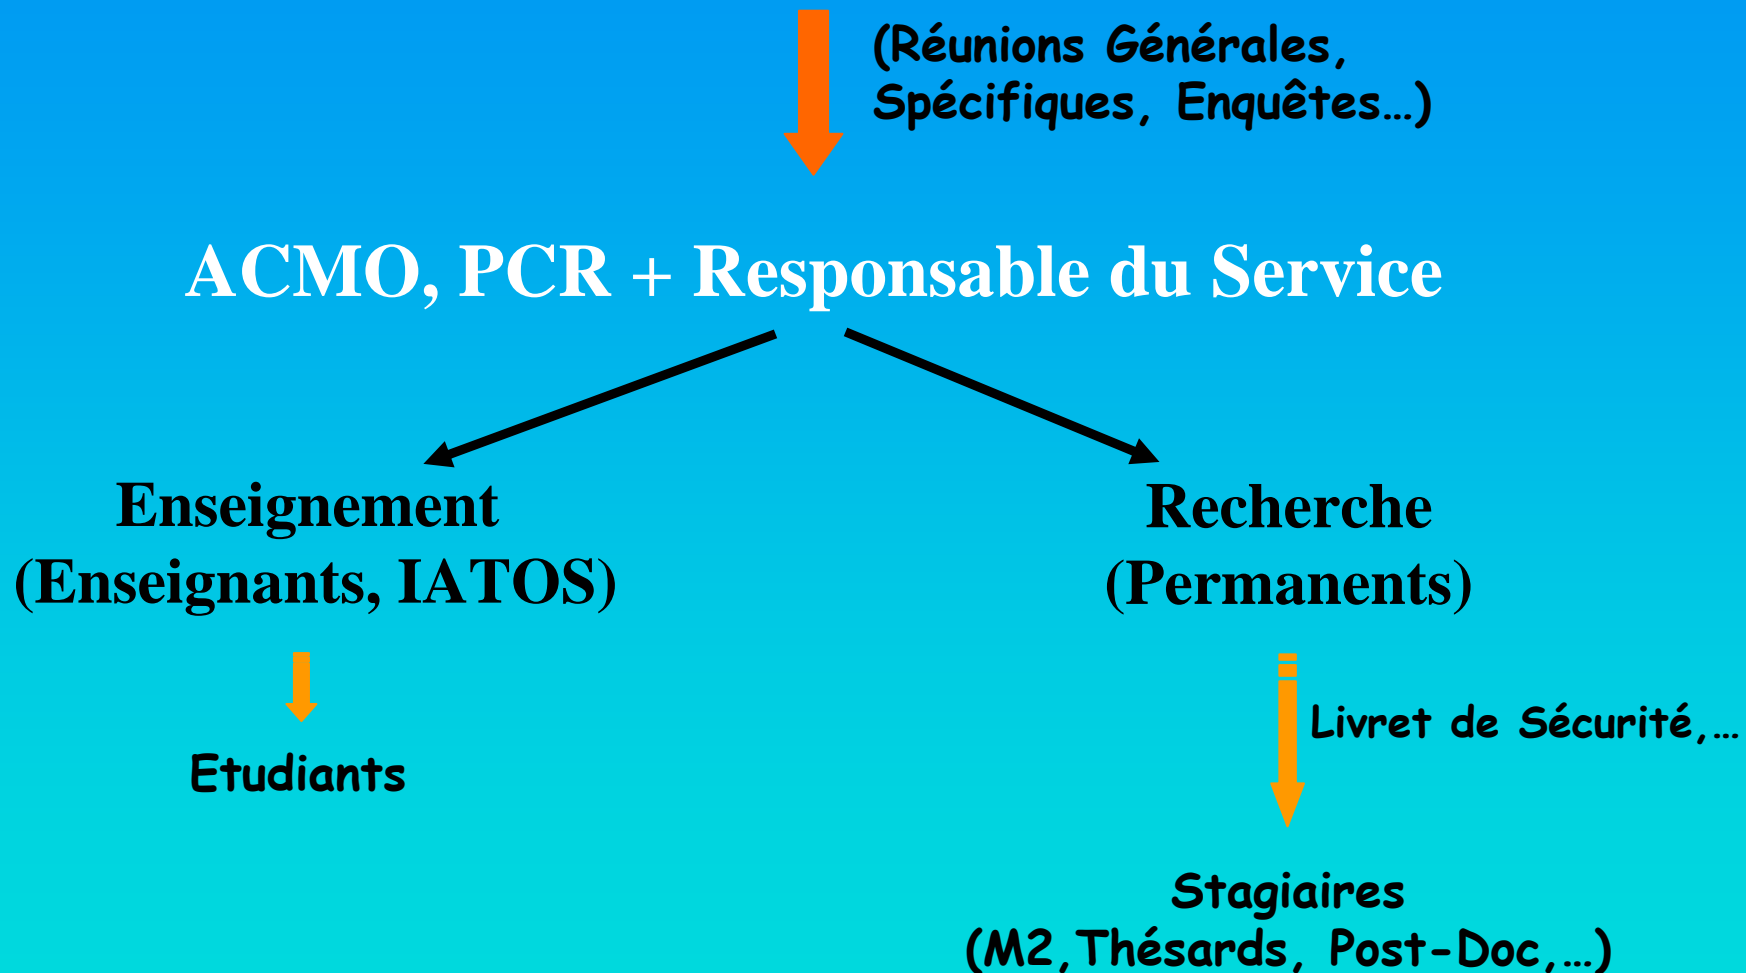 (Réunions Générales,
Spécifiques, Enquêtes...)
ACMO, PCR + Responsable du Service
Enseignement
(Enseignants, IATOS)
Recherche
(Permanents)
Livret de Sécurité,...
Etudiants
Stagiaires
(M2,Thésards, Post-Doc,...)